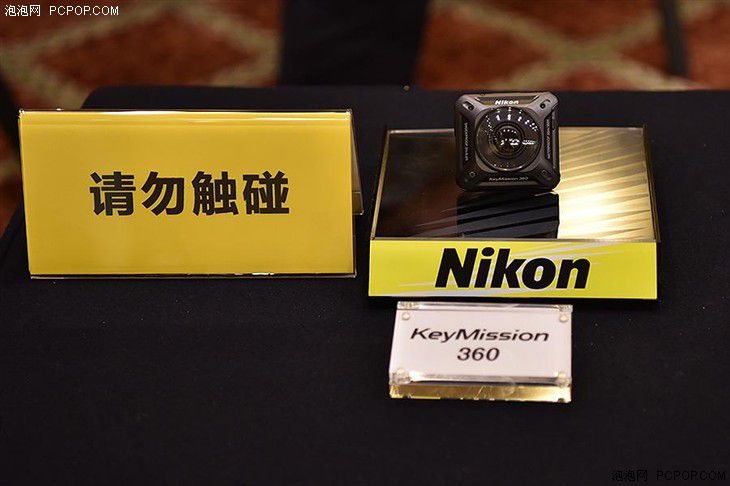 泡泡网 PCPOP.COM
请勿触碰
Nikon
KeyMission 360
Nikon
KeyMission
360
泡泡网 PCPOP.COM